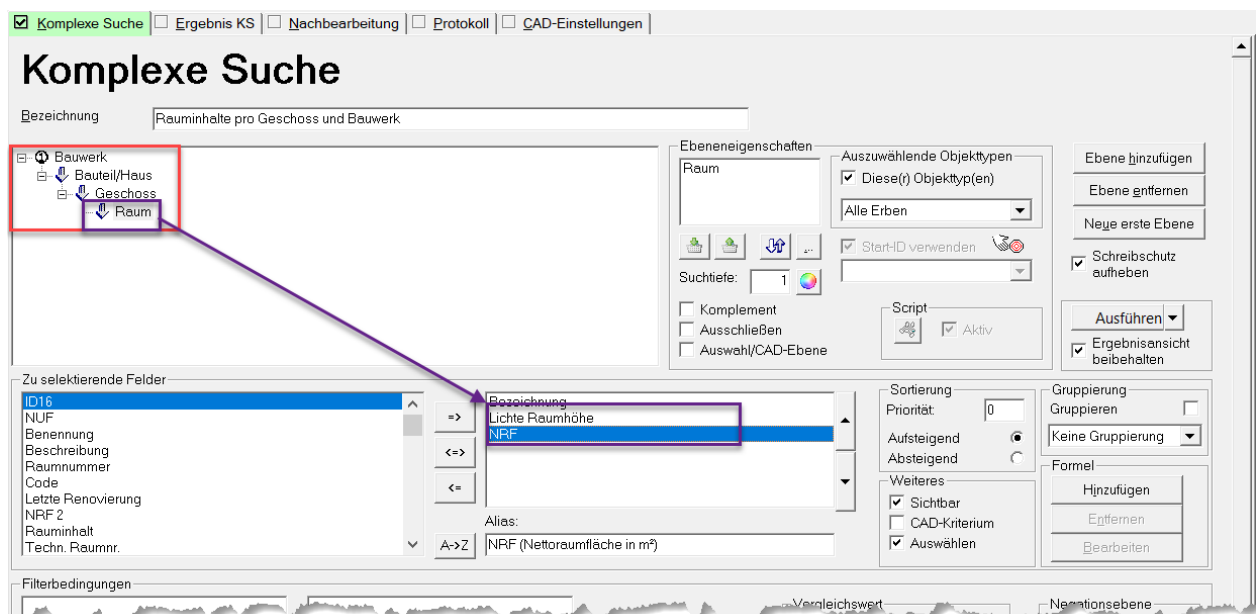 Komplexe Suche Ergebnis KS Nachbearbeitung Protokoll CAD-Einstellungen
Komplexe Suche
Bezeichnung Rauminhalte pro Geschoss und Bauwerk
Bauwerk
Bauteil/Haus
Geschoss
Raum
Ebeneneigenschaften
Raum
Auszuwählende Objekttypen
Diese(r) Objekttyp(en)
Alle Erben
...
Start-ID verwenden
Suchtiefe: 1
Komplement
Ausschließen
Auswahl/CAD-Ebene
Script
Aktiv
Ebene hinzufügen
Ebene entfernen
Neue erste Ebene
Schreibschutz
aufheben
Ausführen
Ergebnisansicht
beibehalten
Zu selektierende Felder
ID16
NUF
Benennung
Beschreibung
Raumnummer
Code
Letzte Renovierung
NRF 2
Rauminhalt
Techn. Raumnr.
=>
<=>
<=
A->Z
Bezeichnung
Lichte Raumhöhe
NRF
Alias:
NRF (Nettoraumfläche in m²)
Sortierung
Priorität: 0
Aufsteigend
Absteigend
Weiteres
Sichtbar
CAD-Kriterium
Auswählen
Gruppierung
Gruppieren
Keine Gruppierung
Formel
Hinzufügen
Entfernen
Bearbeiten
Filterbedingungen
Vergleichswert
Negationsebene